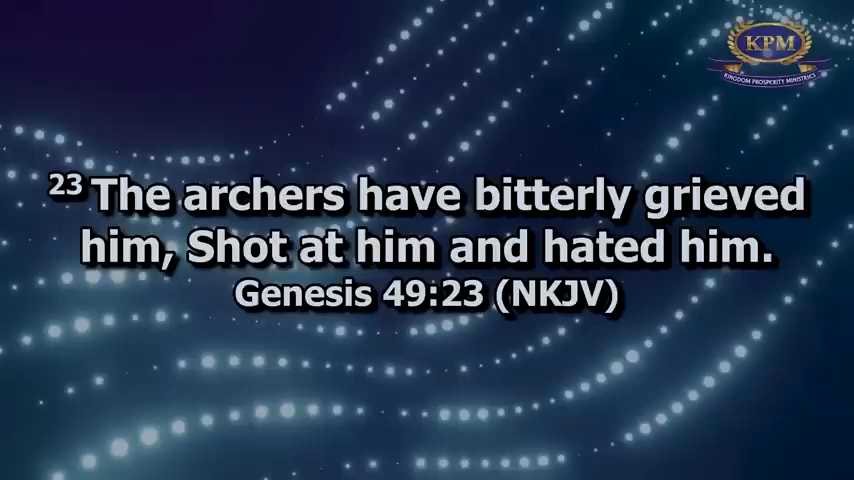 KPM
KINGDOM PROSPERITY MINISTRIES
23 The archers have bitterly grieved
him, Shot at him and hated him.
Genesis 49:23 (NKJV)